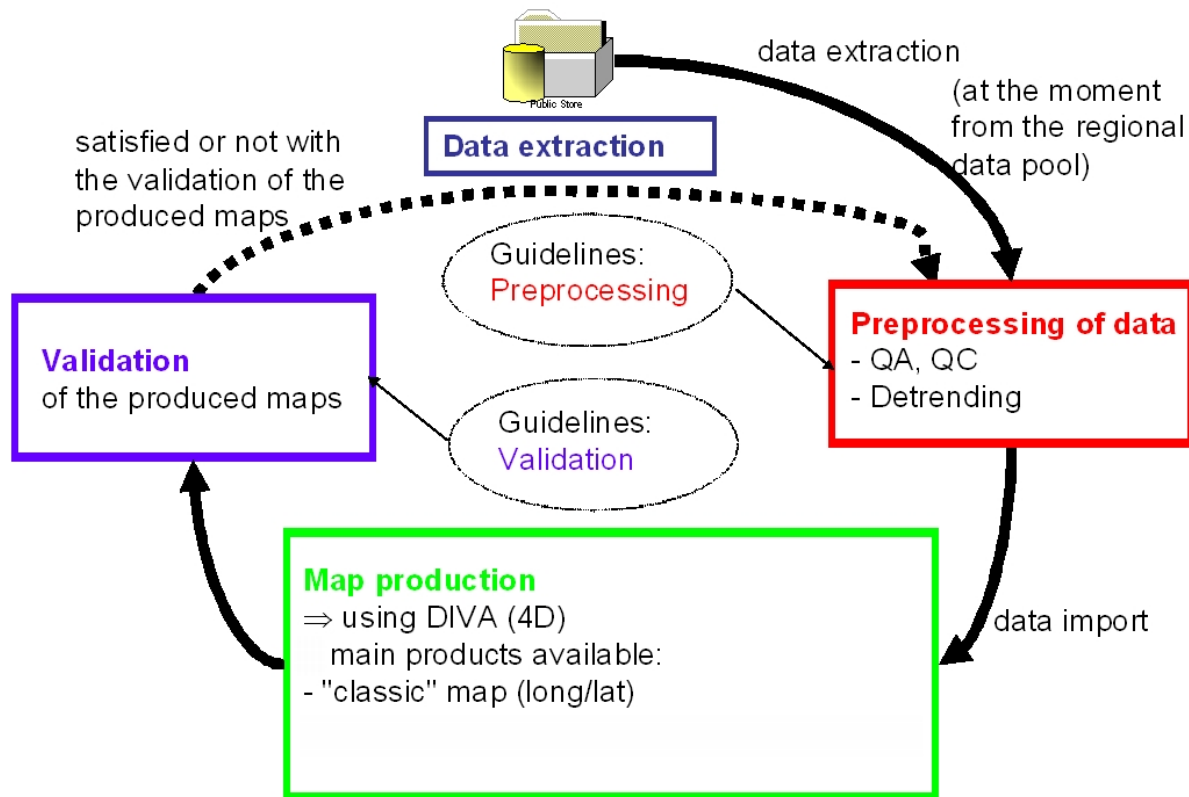 Public Store
data extraction
(at the moment
from the regional
data pool)
Data extraction
satisfied or not with
the validation of the
produced maps
Guidelines:
Preprocessing
Preprocessing of data
- QA, QC
- Detrending
Validation
of the produced maps
Guidelines:
Validation
Map production
⇒ using DIVA (4D)
main products available:
- "classic" map (long/lat)
data import